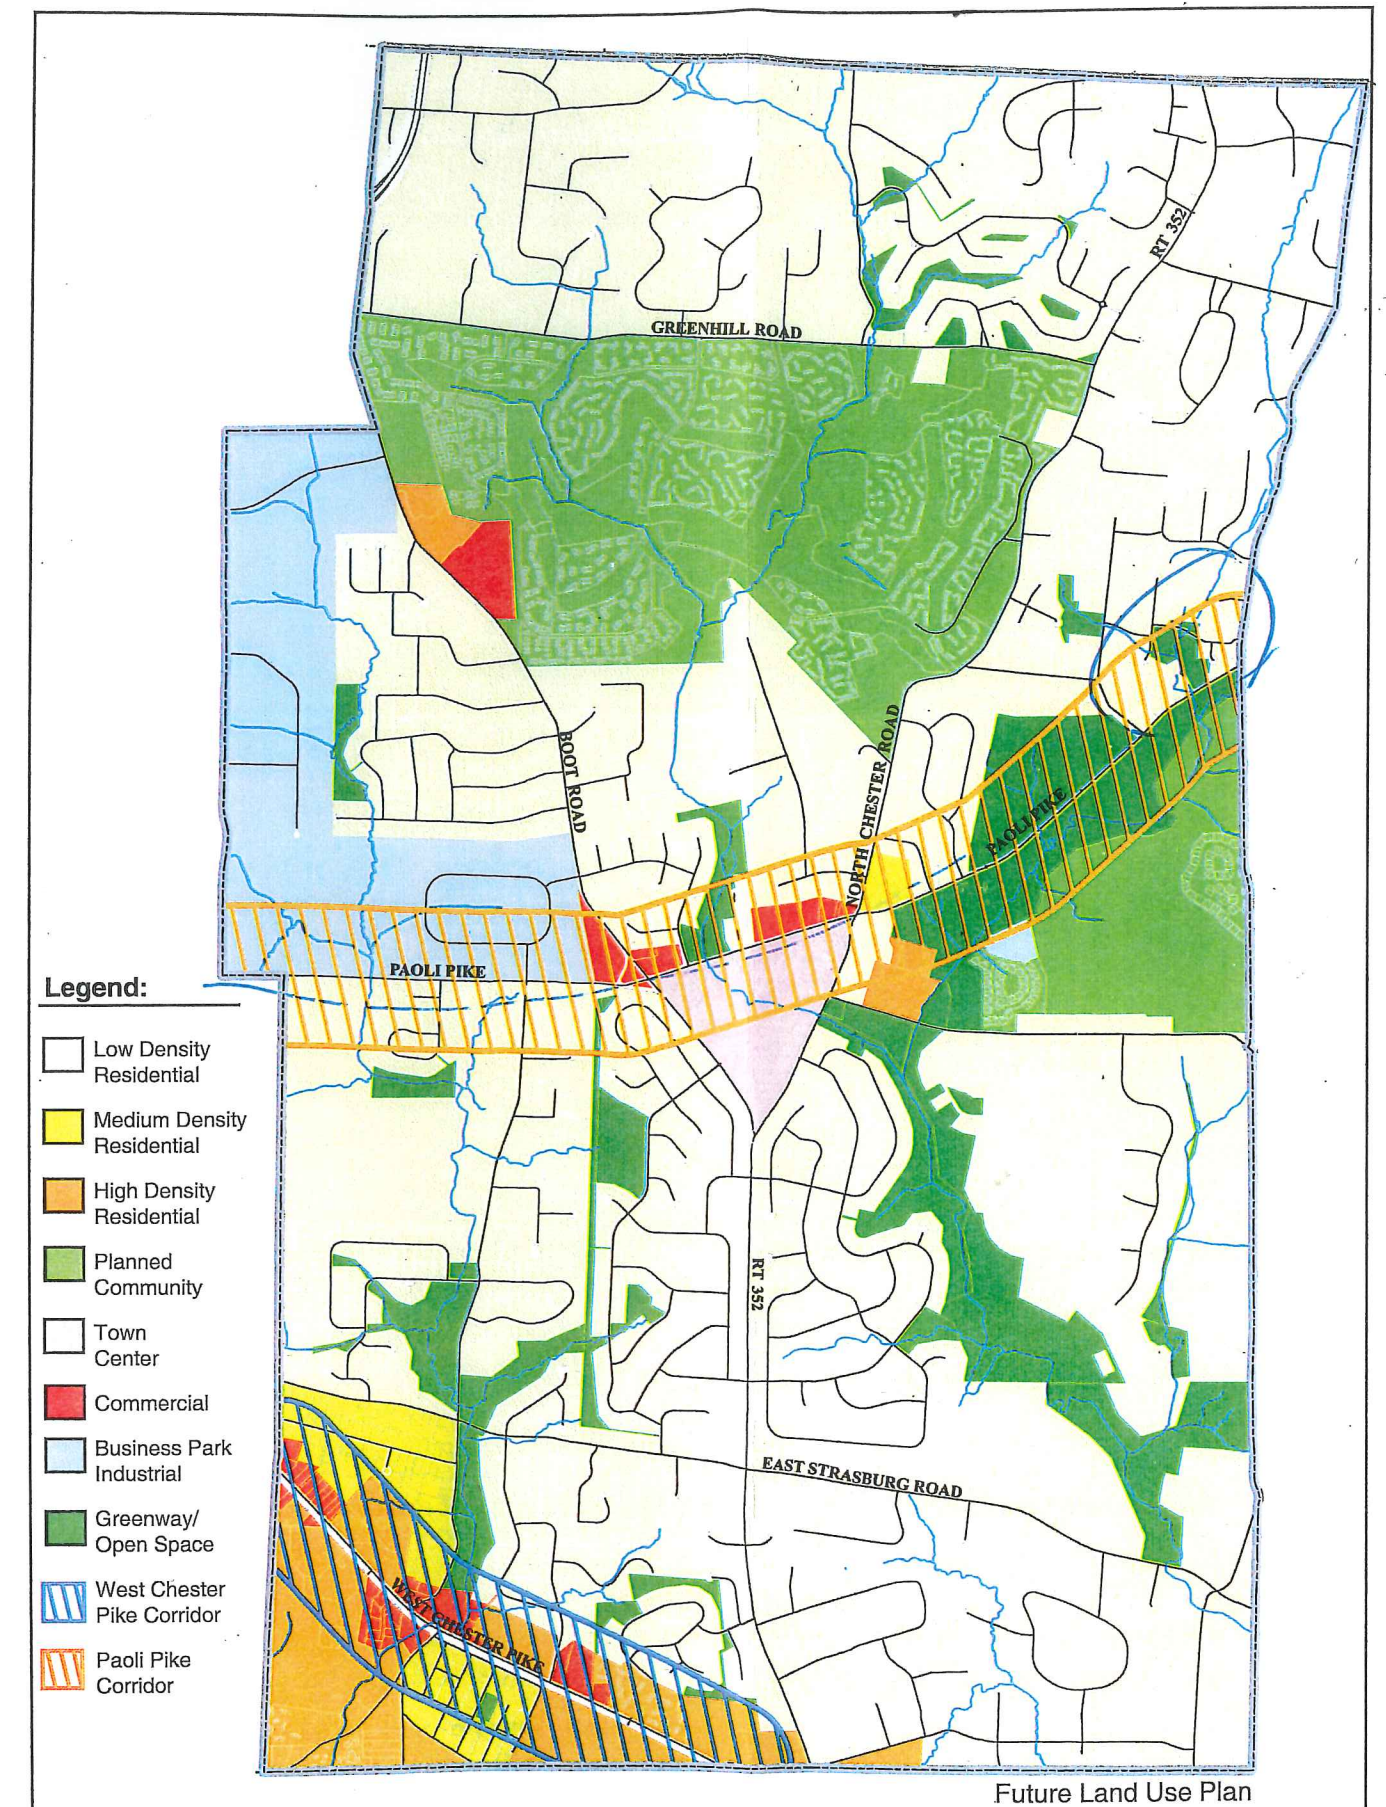 RT 352
GREENHILL ROAD
BOOT ROAD
NORTH CHESTER ROAD
PAOLI PIKE
PAOLI PIKE
Legend:
Low Density
Residential
Medium Density
Residential
High Density
Residential
Planned
Community
Town
Center
Commercial
Business Park
Industrial
Greenway/
Open Space
West Chester
Pike Corridor
Paoli Pike
Corridor
RT 352
EAST STRASBURG ROAD
WEST CHESTER PIKE
Future Land Use Plan